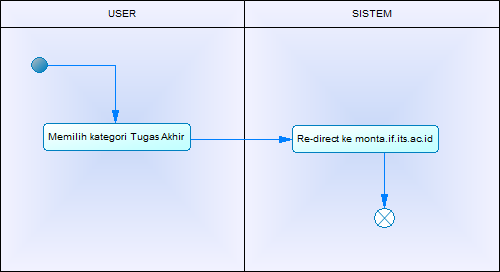 USER
SISTEM
Memilih kategori Tugas Akhir
Re-direct ke monta.if.its.ac.id